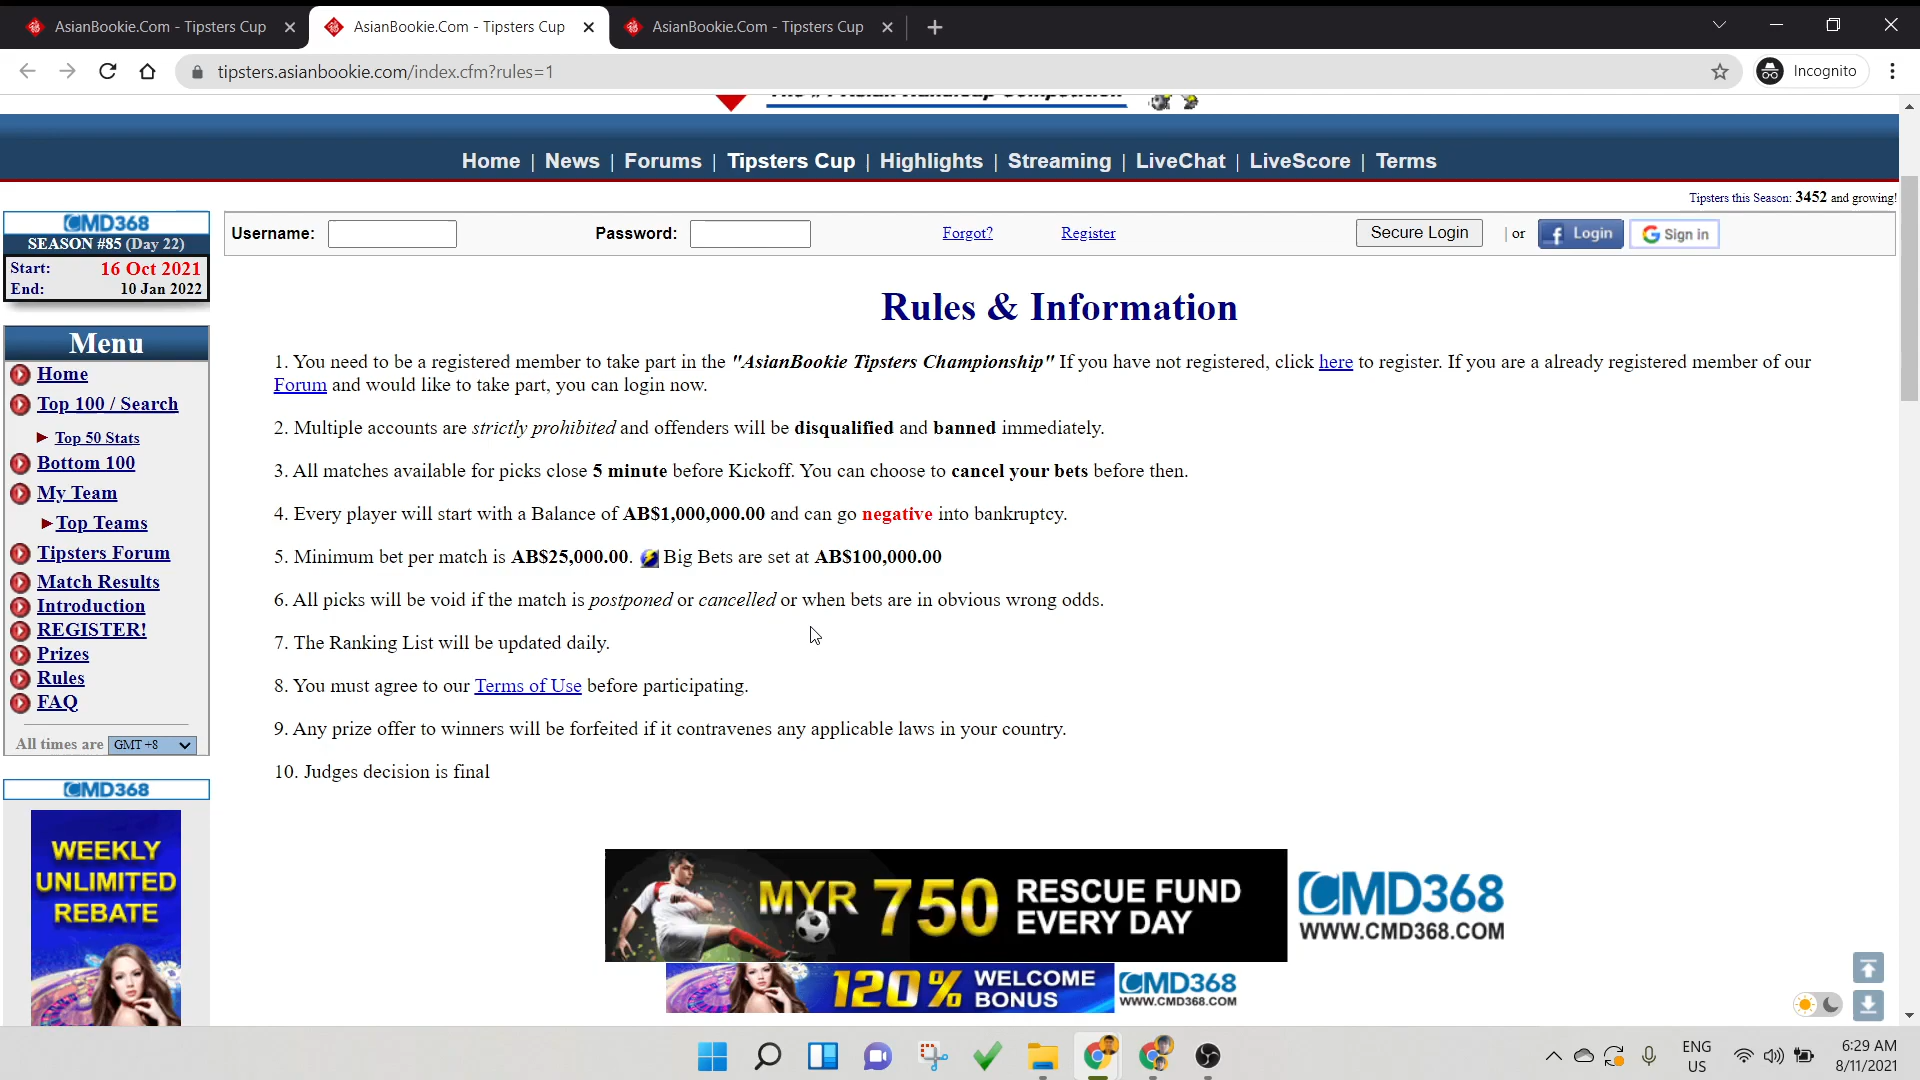 AsianBookie.Com - Tipsters Cup
AsianBookie.Com - Tipsters Cup
AsianBookie.Com - Tipsters Cup
tipsters.asianbookie.com/index.cfm?rules=1
Incognito
Home | News | Forums | Tipsters Cup | Highlights | Streaming | LiveChat | LiveScore | Terms
Tipsters this Season: 3452 and growing!
CMD368
SEASON #85 (Day 22)
Start: 16 Oct 2021
End: 10 Jan 2022
Username:
Password:
Forgot?
Register
Secure Login
| or
f Login
G Sign in
Menu
Home
Top 100 / Search
Top 50 Stats
Bottom 100
My Team
Top Teams
Tipsters Forum
Match Results
Introduction
REGISTER!
Prizes
Rules
FAQ
All times are GMT +8
CMD368
WEEKLY
UNLIMITED
REBATE
Rules & Information
1. You need to be a registered member to take part in the "AsianBookie Tipsters Championship" If you have not registered, click here to register. If you are a already registered member of our
Forum and would like to take part, you can login now.
2. Multiple accounts are strictly prohibited and offenders will be disqualified and banned immediately.
3. All matches available for picks close 5 minute before Kickoff. You can choose to cancel your bets before then.
4. Every player will start with a Balance of AB$1,000,000.00 and can go negative into bankruptcy.
5. Minimum bet per match is AB$25,000.00. Big Bets are set at AB$100,000.00
6. All picks will be void if the match is postponed or cancelled or when bets are in obvious wrong odds.
7. The Ranking List will be updated daily.
8. You must agree to our Terms of Use before participating.
9. Any prize offer to winners will be forfeited if it contravenes any applicable laws in your country.
10. Judges decision is final
MYR 750 RESCUE FUND
EVERY DAY
CMD368
WWW.CMD368.COM
120% WELCOME
BONUS
CMD368
WWW.CMD368.COM
ENG
US
6:29 AM
8/11/2021